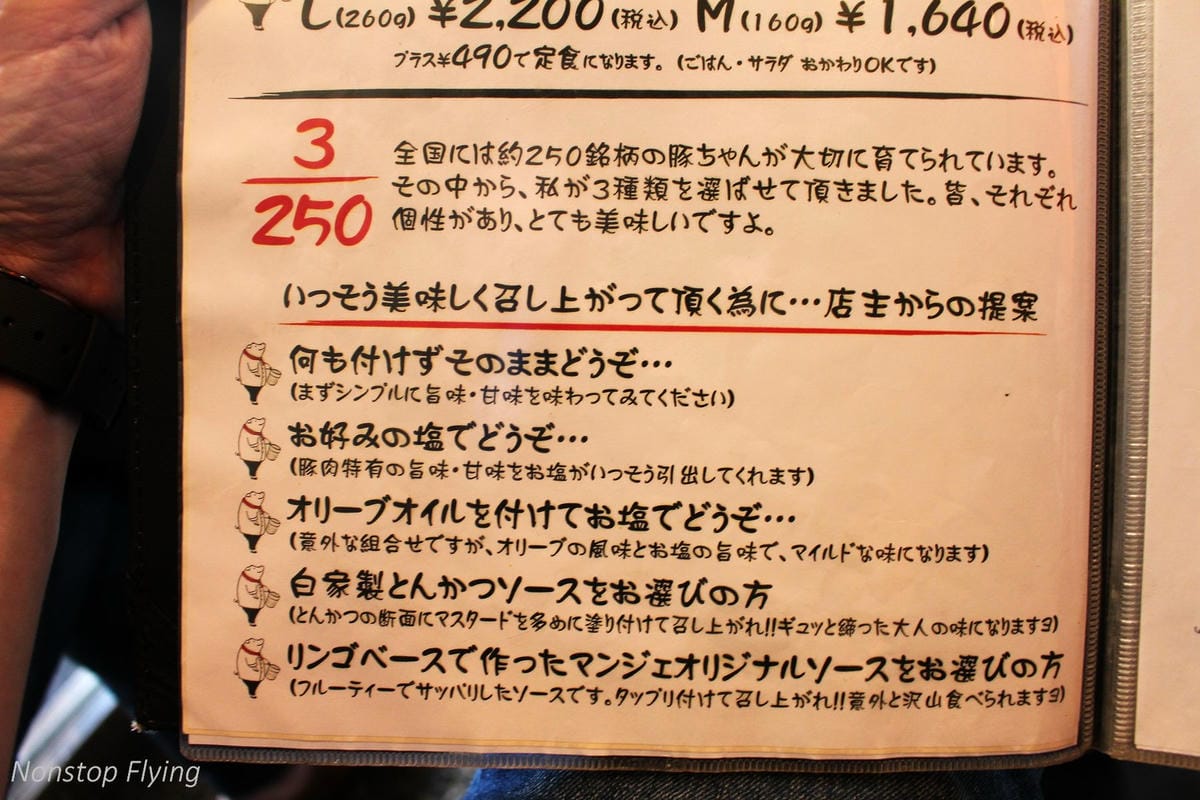 L(260g) ¥2,200(税込) M(160g) ¥1,640(税込)
プラス¥490で定食になります。(ごはん・サラダ おかわりOKです)
3
250
全国には約250銘柄の豚ちゃんが大切に育てられています。
その中から、私が3種類を選ばせて頂きました。皆、それぞれ
個性があり、とても美味しいですよ。
いっそう美味しく召し上がって頂く為に…店主からの提案
何も付けずそのままどうぞ…
(まずシンプルに旨味・甘味を味わってみてください)
お好みの塩でどうぞ…
(豚肉特有の旨味・甘味をお塩がいっそう引出してくれます)
オリーブオイルを付けてお塩でどうぞ…
(意外な組合せですが、オリーブの風味とお塩の旨味で、マイルドな味になります)
自家製とんかつソースをお選びの方
(とんかつの断面にマスタードを多めに塗り付けて召し上がれ!!ギュッと締った大人の味になりますヨ)
リンゴベースで作ったマンジェオリジナルソースをお選びの方
(フルーティーでサッパリしたソースです。タップリ付けて召し上がれ!!意外と沢山食べられますヨ)
Nonstop Flying